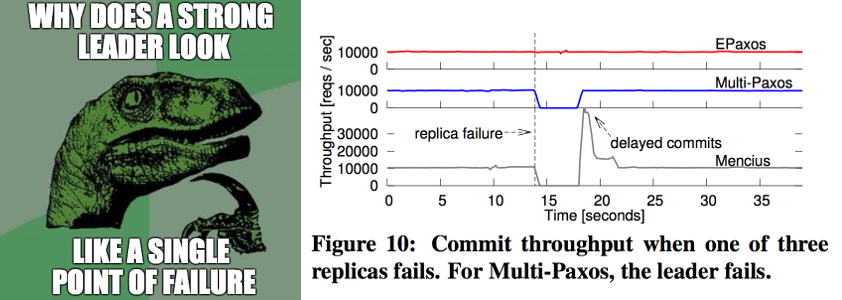 WHY DOES A STRONG
LEADER LOOK
LIKE A SINGLE
POINT OF FAILURE
Throughput [reqs / sec]
10000
0
EPaxos
10000
0
Multi-Paxos
30000
20000
10000
0
replica failure
delayed commits
Mencius
0 5 10 15 20 25 30 35
Time [seconds]
Figure 10: Commit throughput when one of three
replicas fails. For Multi-Paxos, the leader fails.